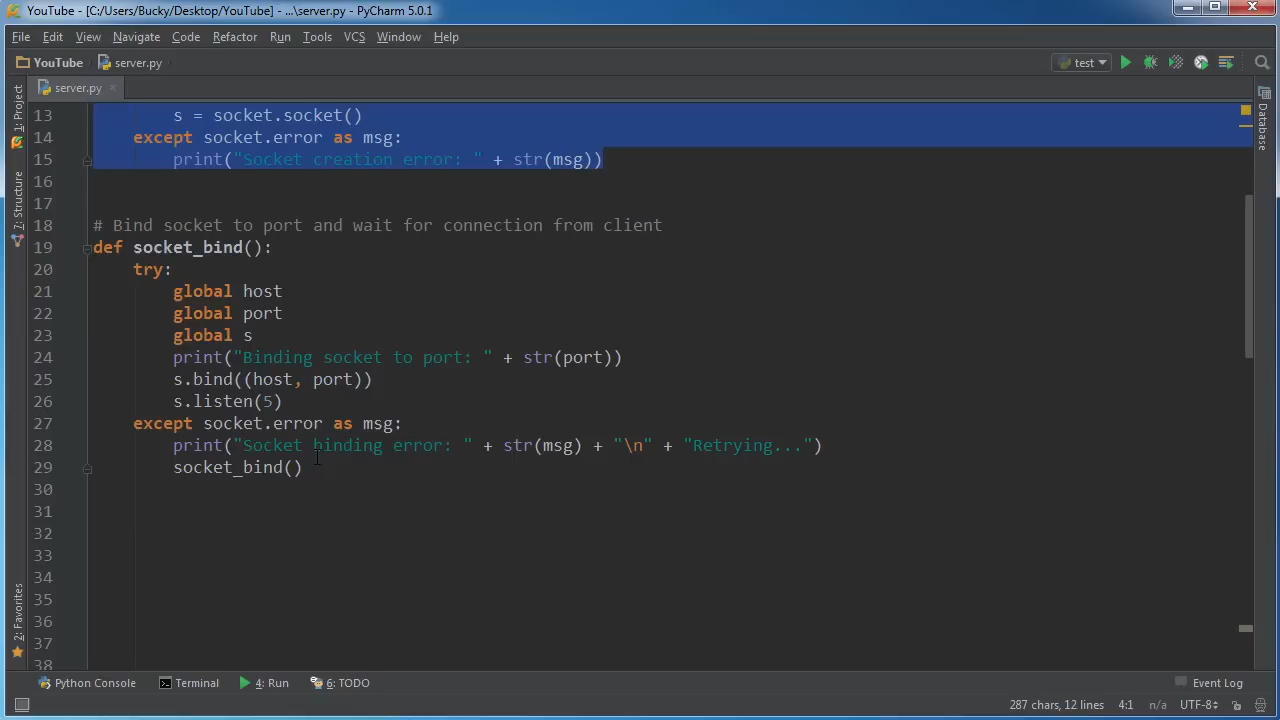 YouTube - [C:/Users/Bucky/Desktop/YouTube] - ...\server.py - PyCharm 5.0.1
File Edit View Navigate Code Refactor Run Tools VCS Window Help
YouTube server.py test
server.py
1: Project
7: Structure
2: Favorites
Database
13 s = socket.socket()
14 except socket.error as msg:
15 print("Socket creation error: " + str(msg))
16
17
18 # Bind socket to port and wait for connection from client
19 def socket_bind():
20 try:
21 global host
22 global port
23 global s
24 print("Binding socket to port: " + str(port))
25 s.bind((host, port))
26 s.listen(5)
27 except socket.error as msg:
28 print("Socket binding error: " + str(msg) + "\n" + "Retrying...")
29 socket_bind()
30
31
32
33
34
35
36
37
38
Python Console Terminal 4: Run 6: TODO Event Log
287 chars, 12 lines 4:1 n/a UTF-8